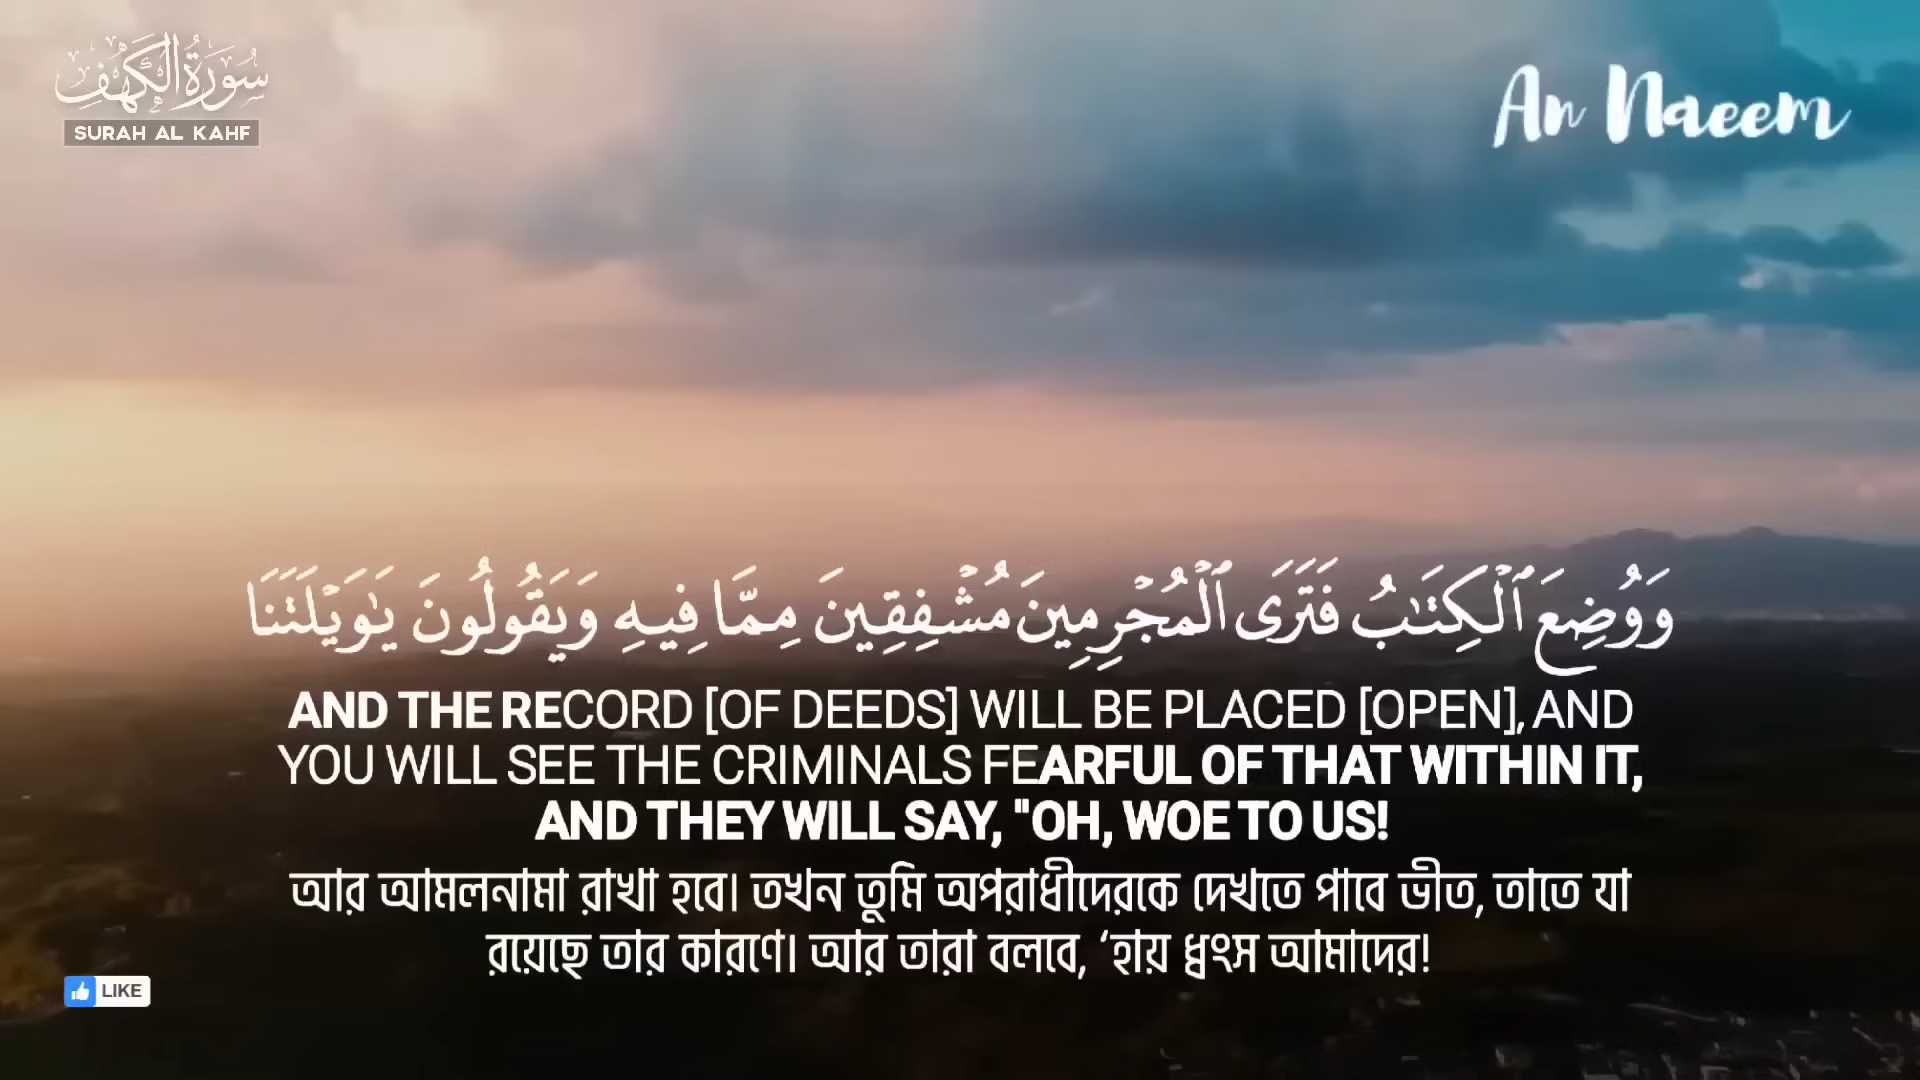 سُورَةُ الكَهْفِ
SURAH AL KAHF
An Naeem
وَوُضِعَ ٱلْكِتَـٰبُ فَتَرَى ٱلْمُجْرِمِينَ مُشْفِقِينَ مِمَّا فِيهِ وَيَقُولُونَ يَـٰوَيْلَتَنَا
AND THE RECORD [OF DEEDS] WILL BE PLACED [OPEN], AND
YOU WILL SEE THE CRIMINALS FEARFUL OF THAT WITHIN IT,
AND THEY WILL SAY, "OH, WOE TO US!
আর আমলনামা রাখা হবে। তখন তুমি অপরাধীদেরকে দেখতে পাবে ভীত, তাতে যা
রয়েছে তার কারণে। আর তারা বলবে, ‘হায় ধ্বংস আমাদের!
LIKE